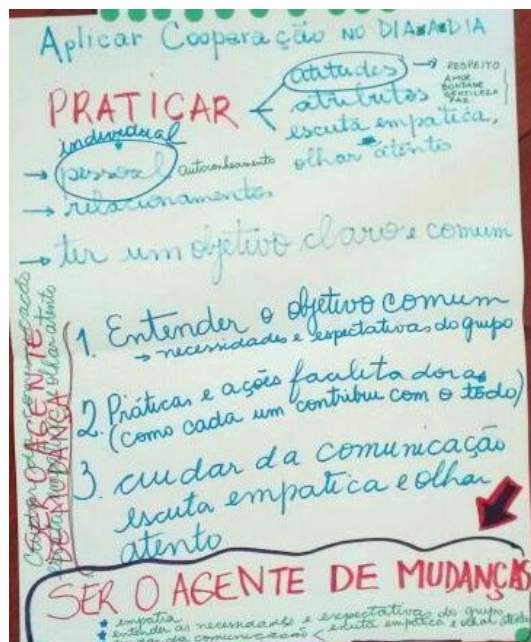 Aplicar Cooperação NO DIA A DIA
PRATICAR
atitudes → RESPEITO
AMOR
BONDADE
GENTILEZA
PAZ
atributos
escuta empatica,
olhar atento
individual
→ pessoal autoconhecimento
→ relacionamentos
→ ter um objetivo claro e comum
1. Entender o objetivo comum
→ necessidades e espectativas do grupo
2. Práticas e ações facilitadoras
(como cada um contribui com o todo)
3. cuidar da comunicação
escuta empatica e olhar
atento
SER O AGENTE
DE MUDANÇA
SER O AGENTE DE MUDANÇAS
* empatia
* entender as necessidades e expectativas do grupo
da comunicação, escuta empática e olhar atento